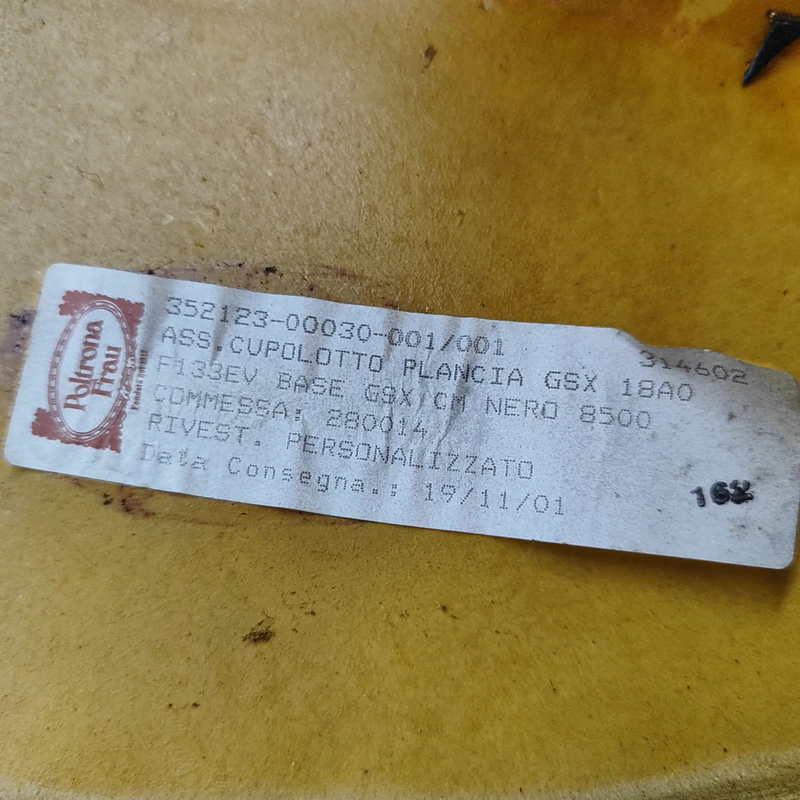 Poltrona
Frau
352123-00030-001/001
314602
ASS.CUPOLOTTO PLANCIA GSX 18A0
F133EV BASE GSX/CM NERO 8500
COMMESSA: 280014
RIVEST. PERSONALIZZATO
Data Consegna.: 19/11/01